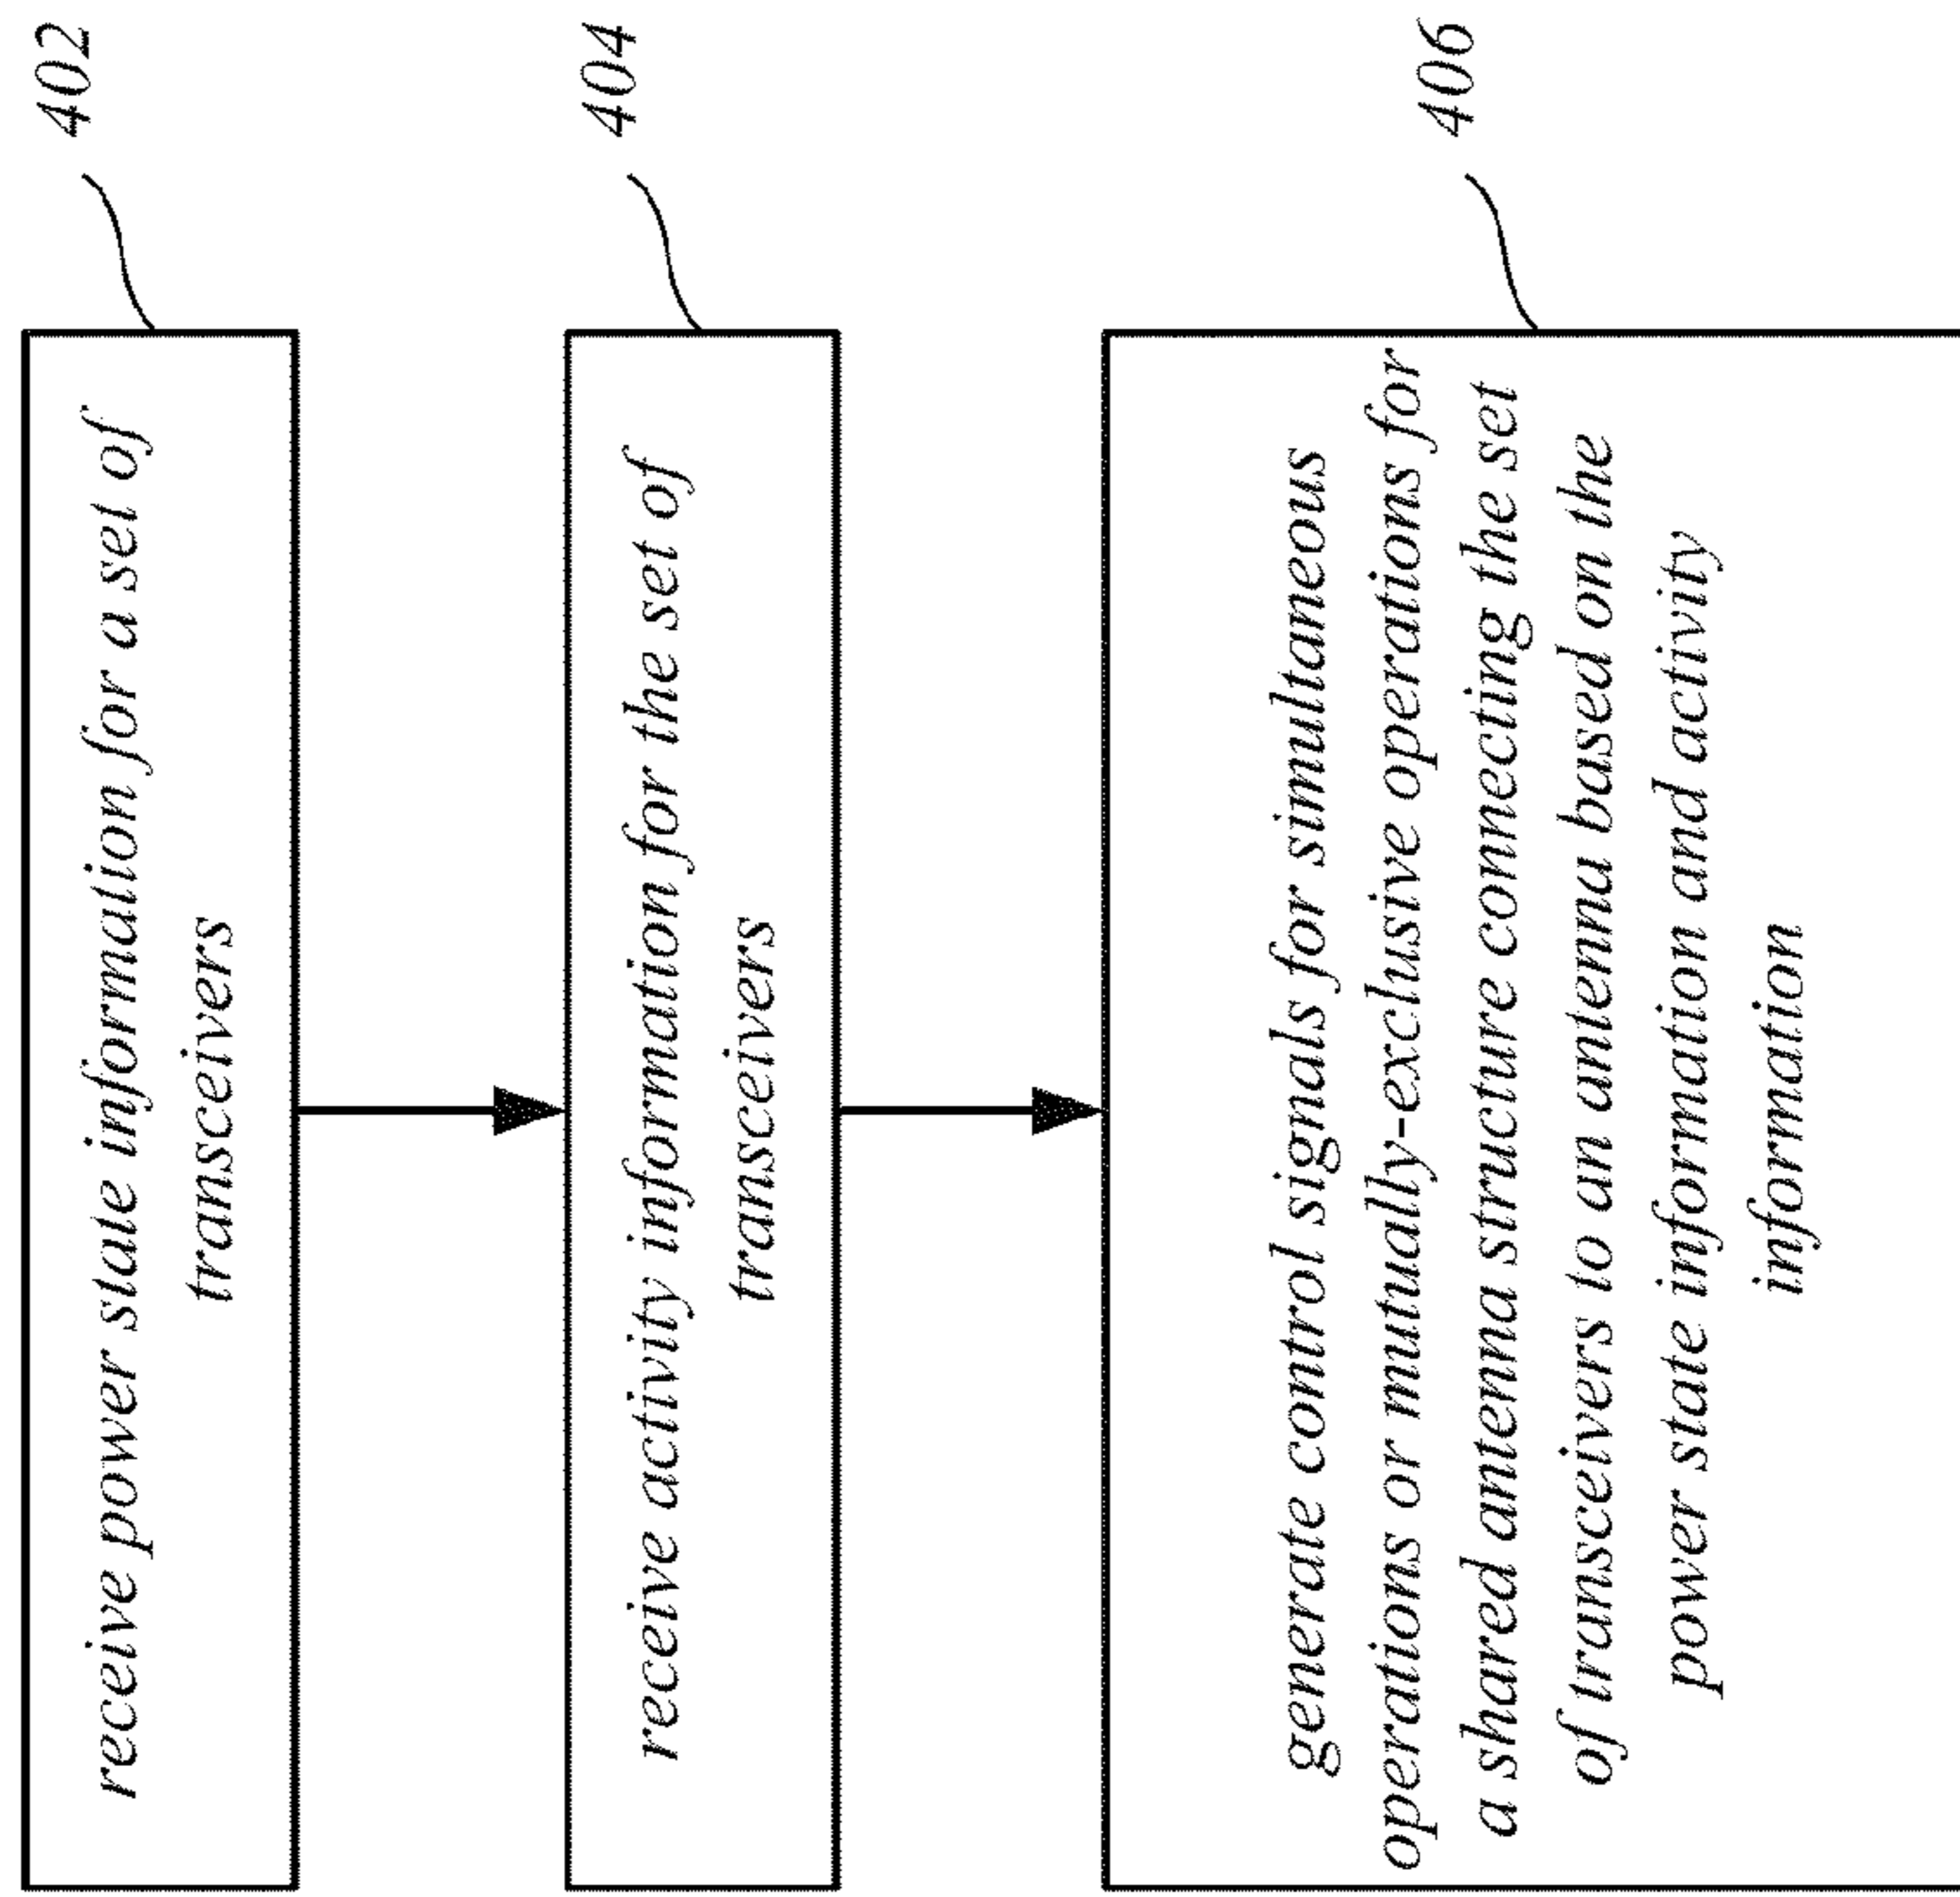 402
receive power state information for a set of
transceivers
404
receive activity information for the set of
transceivers
406
generate control signals for simultaneous
operations or mutually-exclusive operations for
a shared antenna structure connecting the set
of transceivers to an antenna based on the
power state information and activity
information